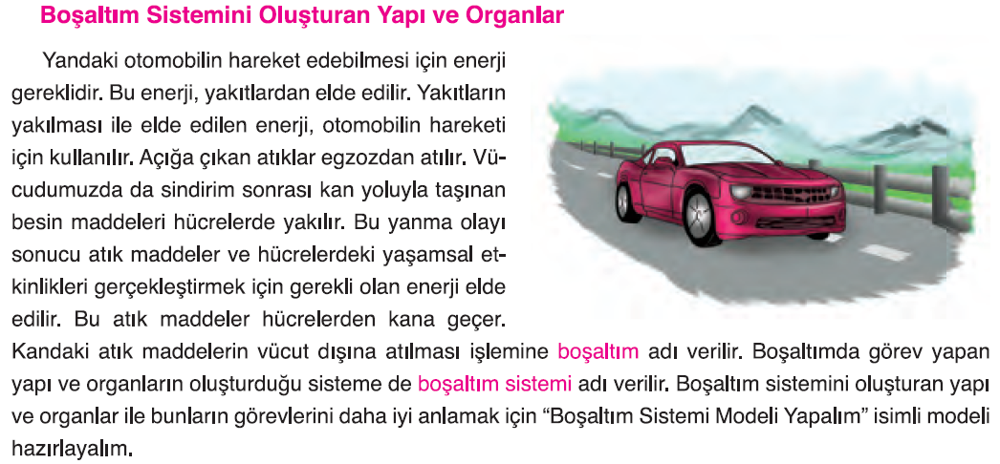 Boşaltım Sistemini Oluşturan Yapı ve Organlar
Yandaki otomobilin hareket edebilmesi için enerji
gereklidir. Bu enerji, yakıtlardan elde edilir. Yakıtların
yakılması ile elde edilen enerji, otomobilin hareketi
için kullanılır. Açığa çıkan atıklar egzozdan atılır. Vü-
cudumuzda da sindirim sonrası kan yoluyla taşınan
besin maddeleri hücrelerde yakılır. Bu yanma olayı
sonucu atık maddeler ve hücrelerdeki yaşamsal et-
kinlikleri gerçekleştirmek için gerekli olan enerji elde
edilir. Bu atık maddeler hücrelerden kana geçer.
Kandaki atık maddelerin vücut dışına atılması işlemine boşaltım adı verilir. Boşaltımda görev yapan
yapı ve organların oluşturduğu sisteme de boşaltım sistemi adı verilir. Boşaltım sistemini oluşturan yapı
ve organlar ile bunların görevlerini daha iyi anlamak için “Boşaltım Sistemi Modeli Yapalım” isimli modeli
hazırlayalım.